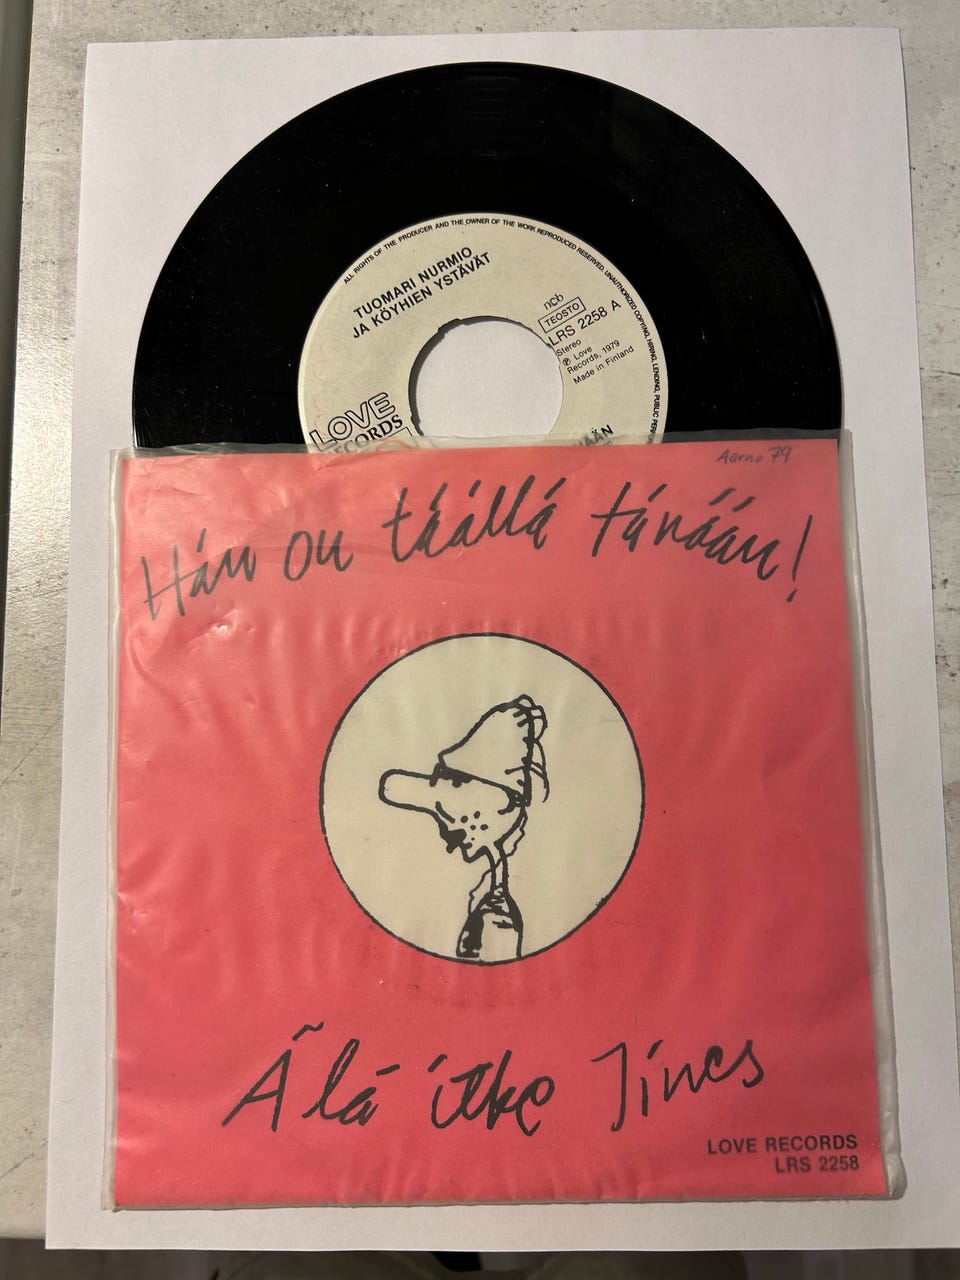 ALL RIGHTS OF THE PRODUCER AND THE OWNER OF THE WORK REPRODUCED RESERVED. UNAUTHORIZED COPYING, HIRING, LENDING, PUBLIC
TUOMARI NURMIO
JA KÖYHIEN YSTÄVÄT
ncb
TEOSTO
LRS 2258 A
Stereo
℗ Love
Records, 1979
Made in Finland
LOVE
RECORDS
Aarno 79
Hän on täällä tänään!
Älä itke Iines
LOVE RECORDS
LRS 2258